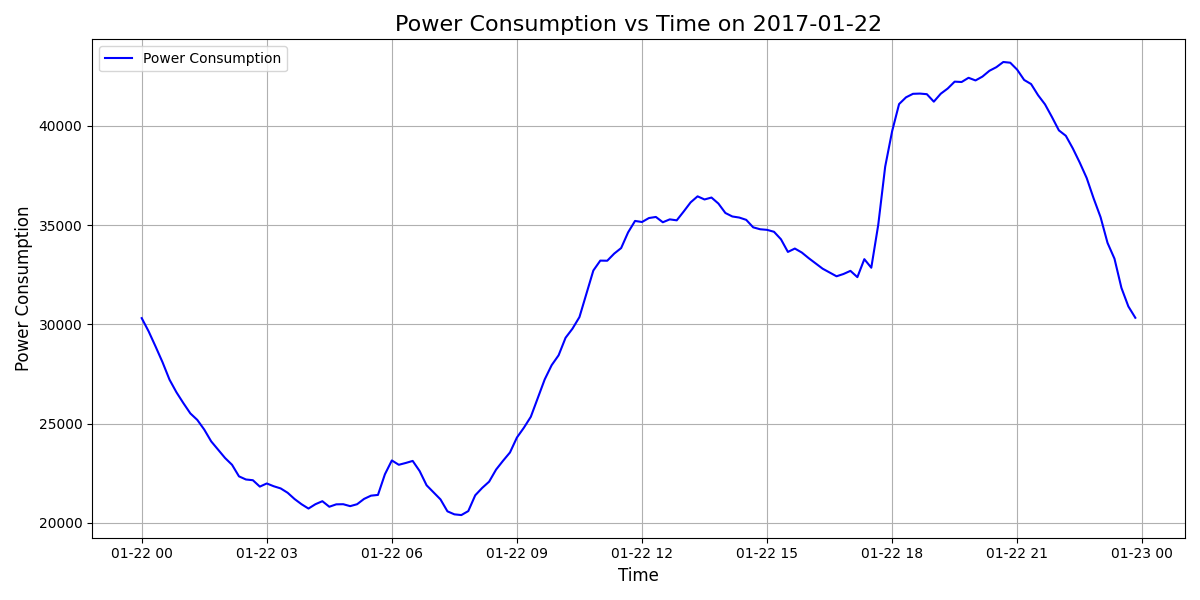 Power Consumption vs Time on 2017-01-22
Power Consumption
Power Consumption
40000
35000
30000
25000
20000
01-22 00 01-22 03 01-22 06 01-22 09 01-22 12 01-22 15 01-22 18 01-22 21 01-23 00
Time